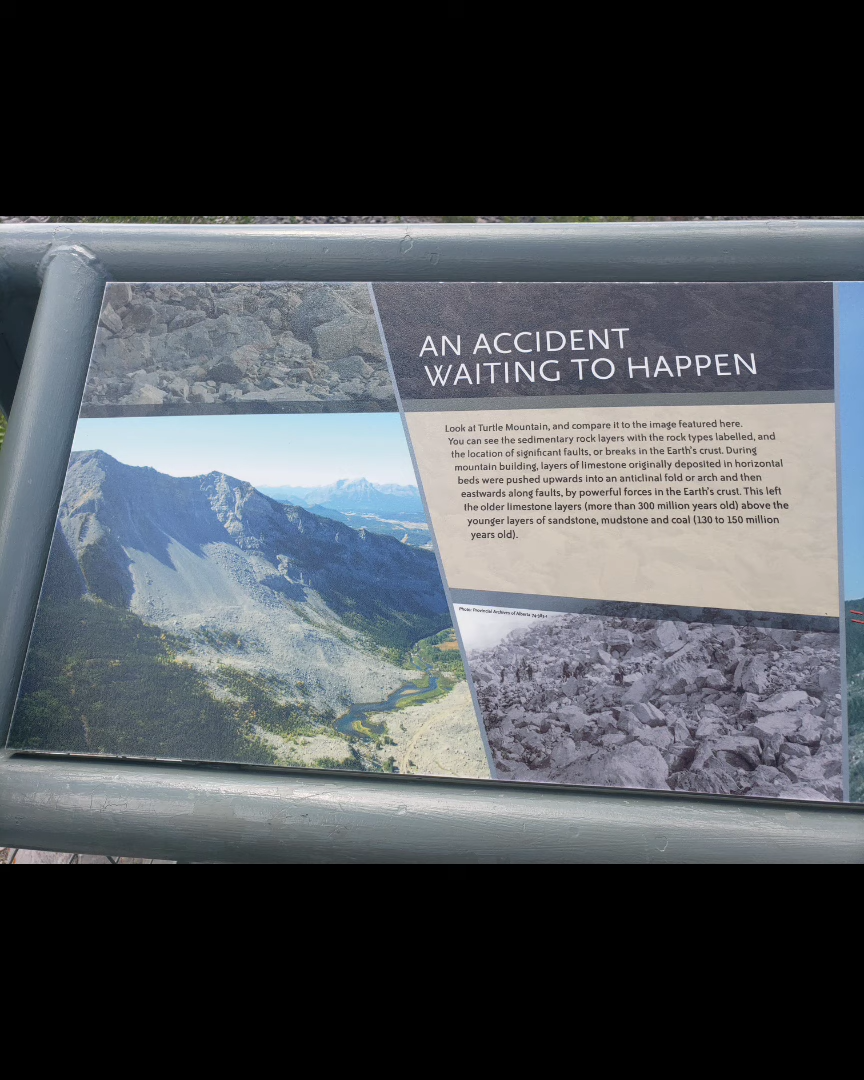 AN ACCIDENT
WAITING TO HAPPEN
Look at Turtle Mountain, and compare it to the image featured here.
You can see the sedimentary rock layers with the rock types labelled, and
the location of significant faults, or breaks in the Earth's crust. During
mountain building, layers of limestone originally deposited in horizontal
beds were pushed upwards into an anticlinal fold or arch and then
eastwards along faults, by powerful forces in the Earth's crust. This left
the older limestone layers (more than 300 million years old) above the
younger layers of sandstone, mudstone and coal (130 to 150 million
years old).
Photo: Provincial Archives of Alberta